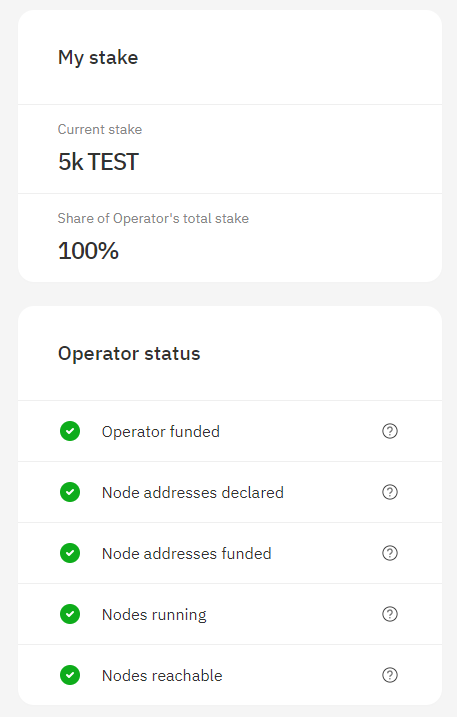 My stake
Current stake
5k TEST
Share of Operator's total stake
100%
Operator status
Operator funded
Node addresses declared
Node addresses funded
Nodes running
Nodes reachable